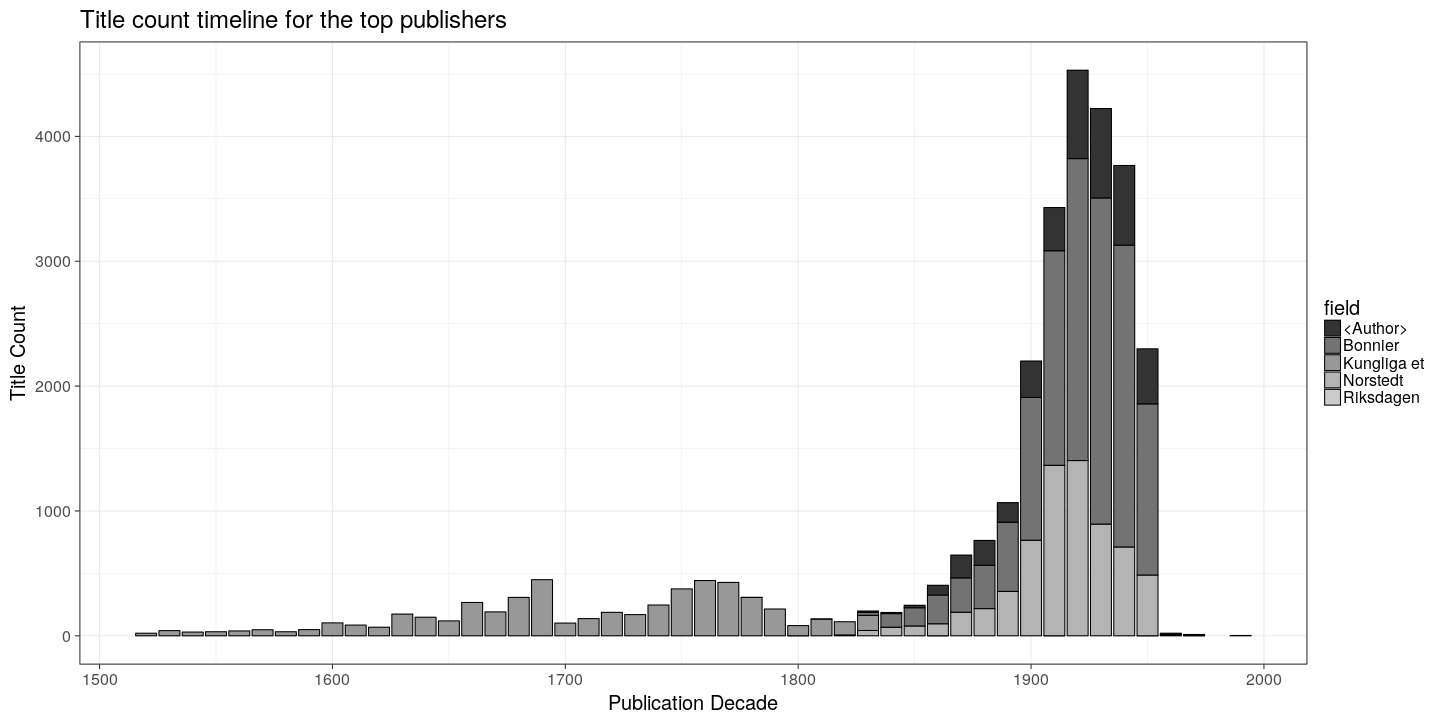 Title count timeline for the top publishers
Title Count
4000
3000
2000
1000
0
1500
1600
1700
1800
1900
2000
Publication Decade
field
<Author>
Bonnier
Kungliga et
Norstedt
Riksdagen